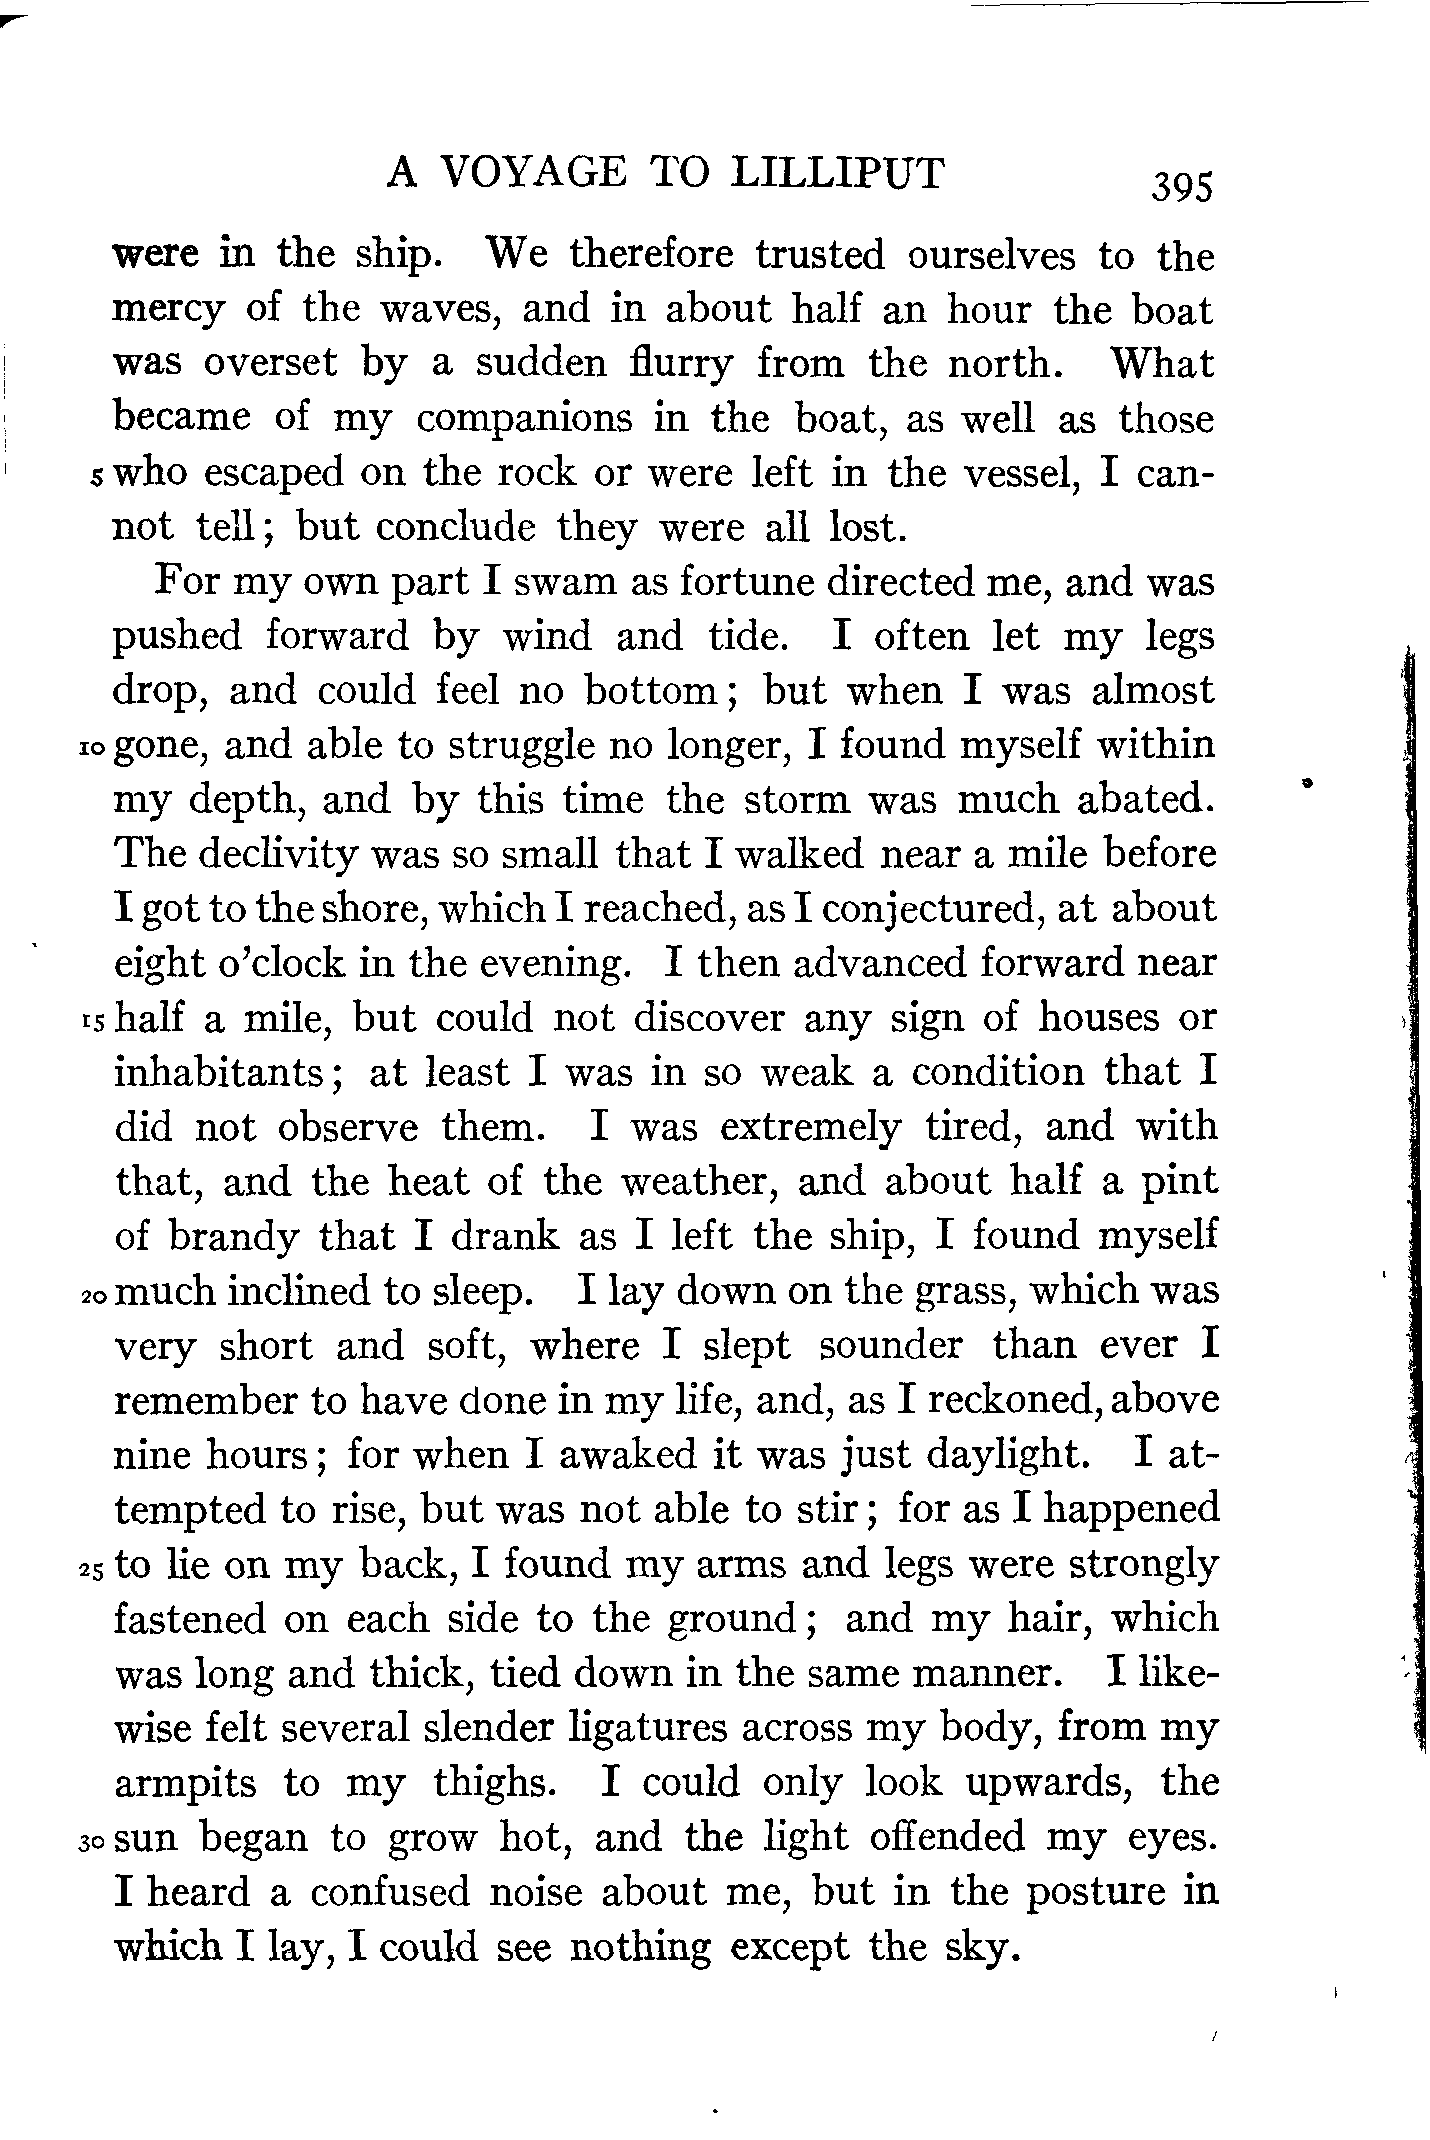 A VOYAGE TO LILLIPUT 395
were in the ship. We therefore trusted ourselves to the
mercy of the waves, and in about half an hour the boat
was overset by a sudden flurry from the north. What
became of my companions in the boat, as well as those
5 who escaped on the rock or were left in the vessel, I can-
not tell; but conclude they were all lost.
For my own part I swam as fortune directed me, and was
pushed forward by wind and tide. I often let my legs
drop, and could feel no bottom; but when I was almost
10 gone, and able to struggle no longer, I found myself within
my depth, and by this time the storm was much abated.
The declivity was so small that I walked near a mile before
I got to the shore, which I reached, as I conjectured, at about
eight o'clock in the evening. I then advanced forward near
15 half a mile, but could not discover any sign of houses or
inhabitants; at least I was in so weak a condition that I
did not observe them. I was extremely tired, and with
that, and the heat of the weather, and about half a pint
of brandy that I drank as I left the ship, I found myself
20 much inclined to sleep. I lay down on the grass, which was
very short and soft, where I slept sounder than ever I
remember to have done in my life, and, as I reckoned, above
nine hours; for when I awaked it was just daylight. I at-
tempted to rise, but was not able to stir; for as I happened
25 to lie on my back, I found my arms and legs were strongly
fastened on each side to the ground; and my hair, which
was long and thick, tied down in the same manner. I like-
wise felt several slender ligatures across my body, from my
armpits to my thighs. I could only look upwards, the
30 sun began to grow hot, and the light offended my eyes.
I heard a confused noise about me, but in the posture in
which I lay, I could see nothing except the sky.